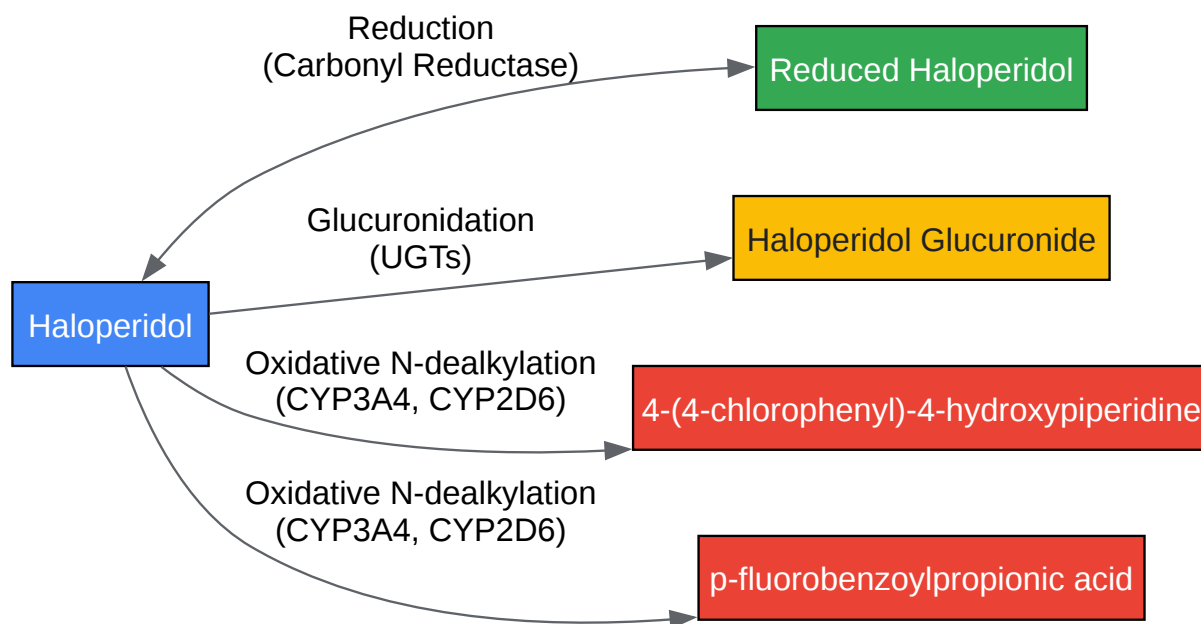 Reduction
(Carbonyl Reductase)
Reduced Haloperidol
Glucuronidation
(UGTs)
Haloperidol Glucuronide
Haloperidol
Oxidative N-dealkylation
(CYP3A4, CYP2D6)
4-(4-chlorophenyl)-4-hydroxypiperidine
Oxidative N-dealkylation
(CYP3A4, CYP2D6)
p-fluorobenzoylpropionic acid